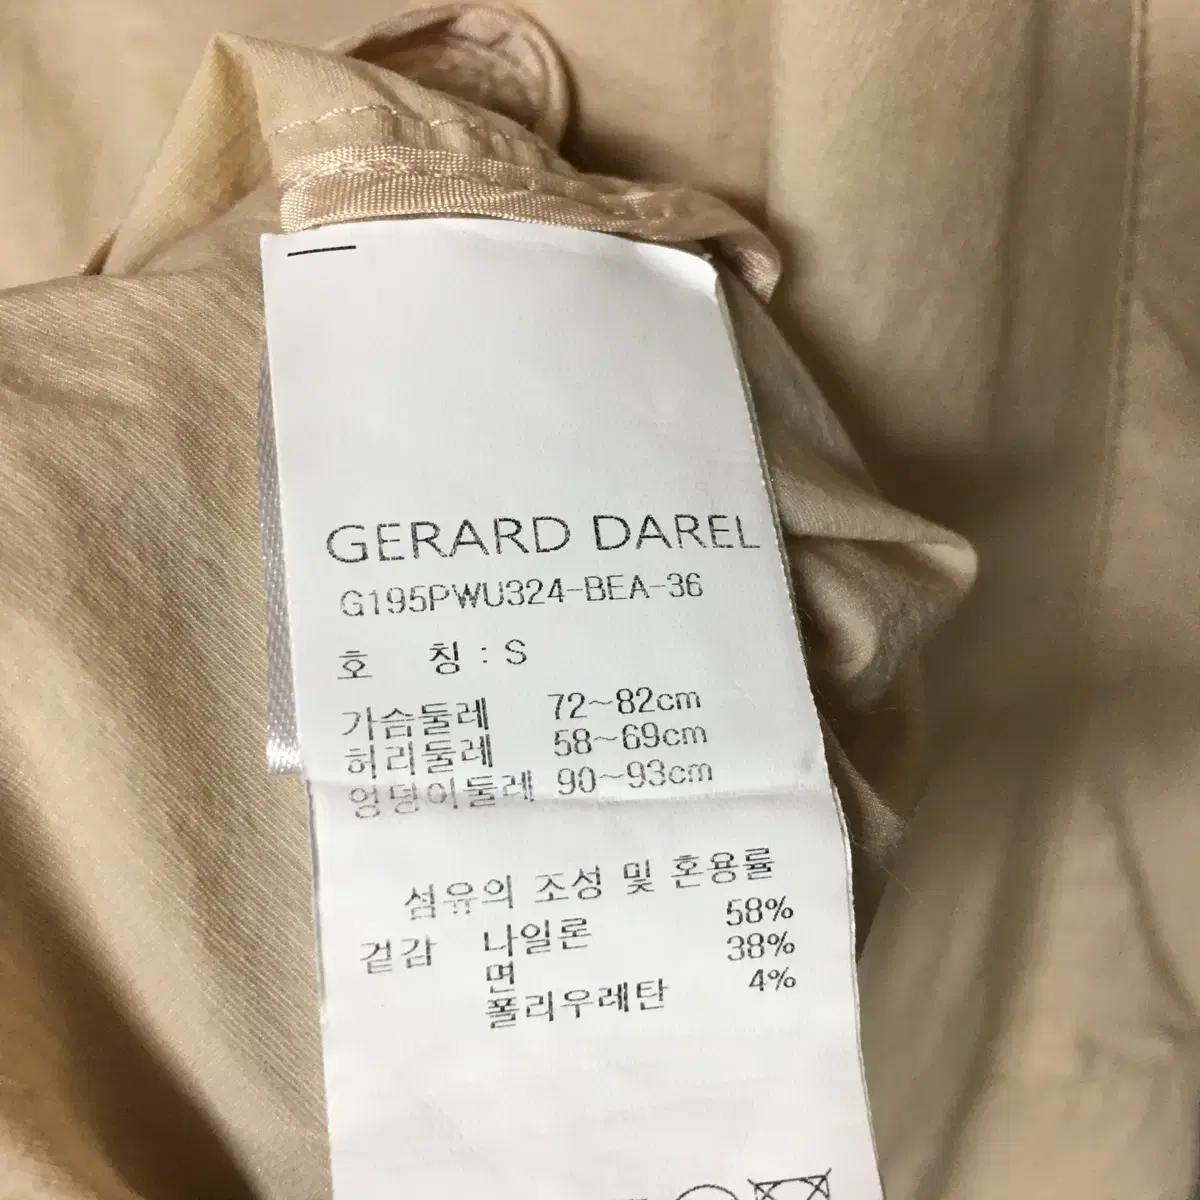 GERARD DAREL
G195PWU324-BEA-36
호 칭 : S
가슴둘레 72~82cm
허리둘레 58~69cm
엉덩이둘레 90~93cm
섬유의 조성 및 혼용률
겉감 나일론 58%
면 38%
폴리우레탄 4%